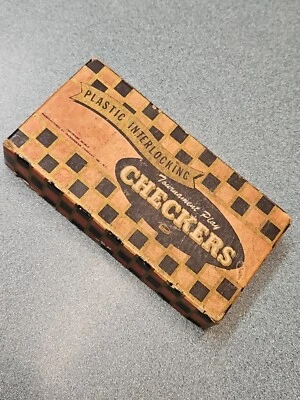 PLASTIC INTERLOCKING
Tournament Play
CHECKERS